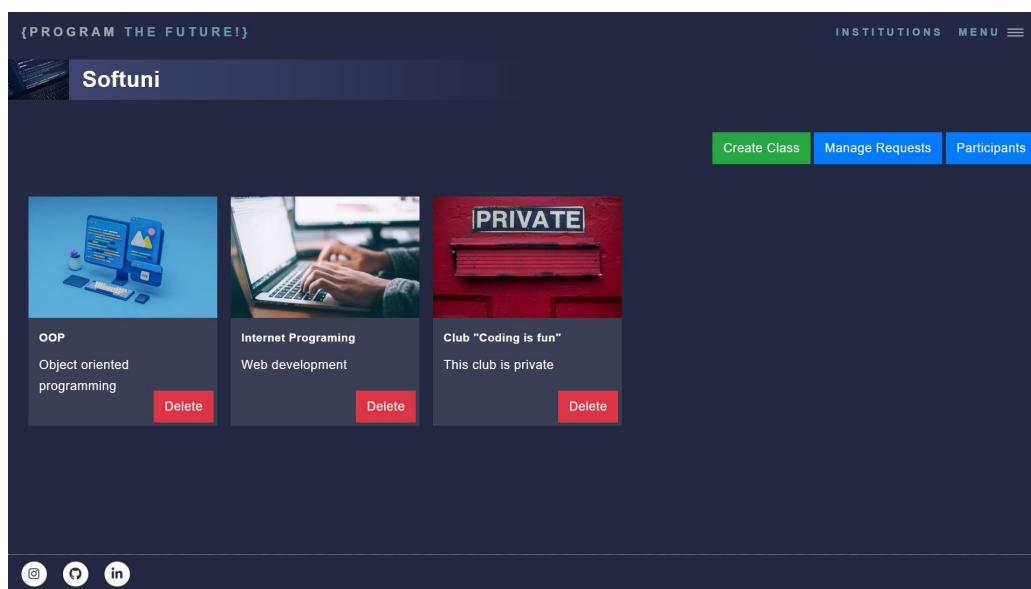 {PROGRAM THE FUTURE!}
INSTITUTIONS MENU
Softuni
Create Class Manage Requests Participants
PRIVATE
OOP
Object oriented
programming
Delete
Internet Programing
Web development
Delete
Club "Coding is fun"
This club is private
Delete
in